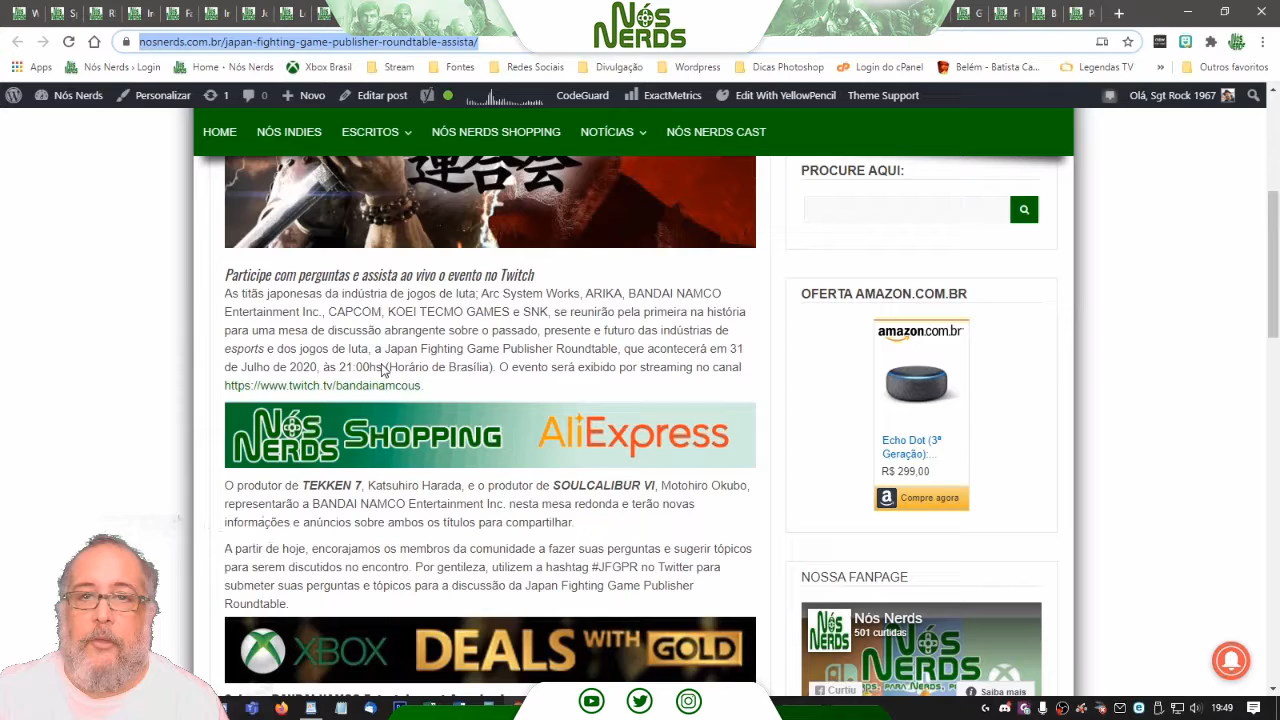 NÓS
NERDS
nosnerds.com.br/japan-fighting-game-publisher-roundtable-assista/
Apps
Nós Nerds › Login
Home - Nós Nerds
Xbox Brasil
Stream
Fontes
Redes Sociais
Divulgação
Wordpress
Dicas Photoshop
Login do cPanel
Belém - Batista Ca...
Legendas TV
»
Outros favoritos
Nós Nerds
Personalizar
1
Novo
Editar post
CodeGuard
ExactMetrics
Edit With YellowPencil
Theme Support
Olá, Sgt Rock 1967
HOME
NÓS INDIES
ESCRITOS
NÓS NERDS SHOPPING
NOTÍCIAS
NÓS NERDS CAST
連合会
Participe com perguntas e assista ao vivo o evento no Twitch
As titãs japonesas da indústria de jogos de luta; Arc System Works, ARIKA, BANDAI NAMCO
Entertainment Inc., CAPCOM, KOEI TECMO GAMES e SNK, se reunirão pela primeira na história
para uma mesa de discussão abrangente sobre o passado, presente e futuro das indústrias de
esports e dos jogos de luta, a Japan Fighting Game Publisher Roundtable, que acontecerá em 31
de Julho de 2020, às 21:00hs (Horário de Brasília). O evento será exibido por streaming no canal
https://www.twitch.tv/bandainamcous.
NÓS
NERDS
SHOPPING
AliExpress
O produtor de TEKKEN 7, Katsuhiro Harada, e o produtor de SOULCALIBUR VI, Motohiro Okubo,
representarão a BANDAI NAMCO Entertainment Inc. nesta mesa redonda e terão novas
informações e anúncios sobre ambos os títulos para compartilhar.
A partir de hoje, encorajamos os membros da comunidade a fazer suas perguntas e sugerir tópicos
para serem discutidos no encontro. Por gentileza, utilizem a hashtag #JFGPR no Twitter para
submeter suas perguntas e tópicos para a discussão da Japan Fighting Game Publisher
Roundtable.
XBOX
DEALS WITH GOLD
PROCURE AQUI:
OFERTA AMAZON.COM.BR
amazon.com.br
Echo Dot (3ª
Geração):...
R$ 299,00
Compre agora
NOSSA FANPAGE
NÓS
NERDS
Nós Nerds
501 curtidas
NÓS
NERDS
Curtiu
Saiba mais
19:49